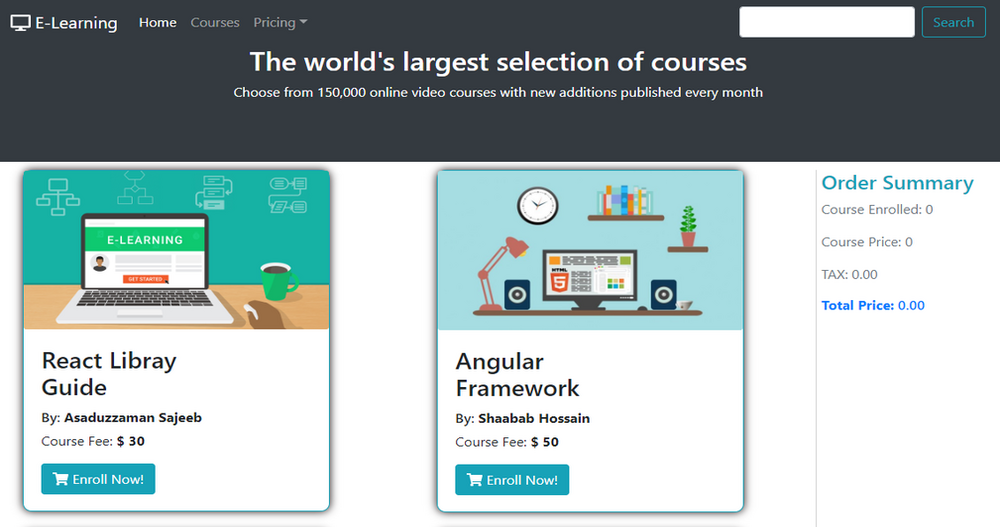 E-Learning Home Courses Pricing Search
The world's largest selection of courses
Choose from 150,000 online video courses with new additions published every month
E-LEARNING
GET STARTED
React Libray
Guide
By: Asaduzzaman Sajeeb
Course Fee: $ 30
Enroll Now!
HTML
5
Angular
Framework
By: Shaabab Hossain
Course Fee: $ 50
Enroll Now!
Order Summary
Course Enrolled: 0
Course Price: 0
TAX: 0.00
Total Price: 0.00